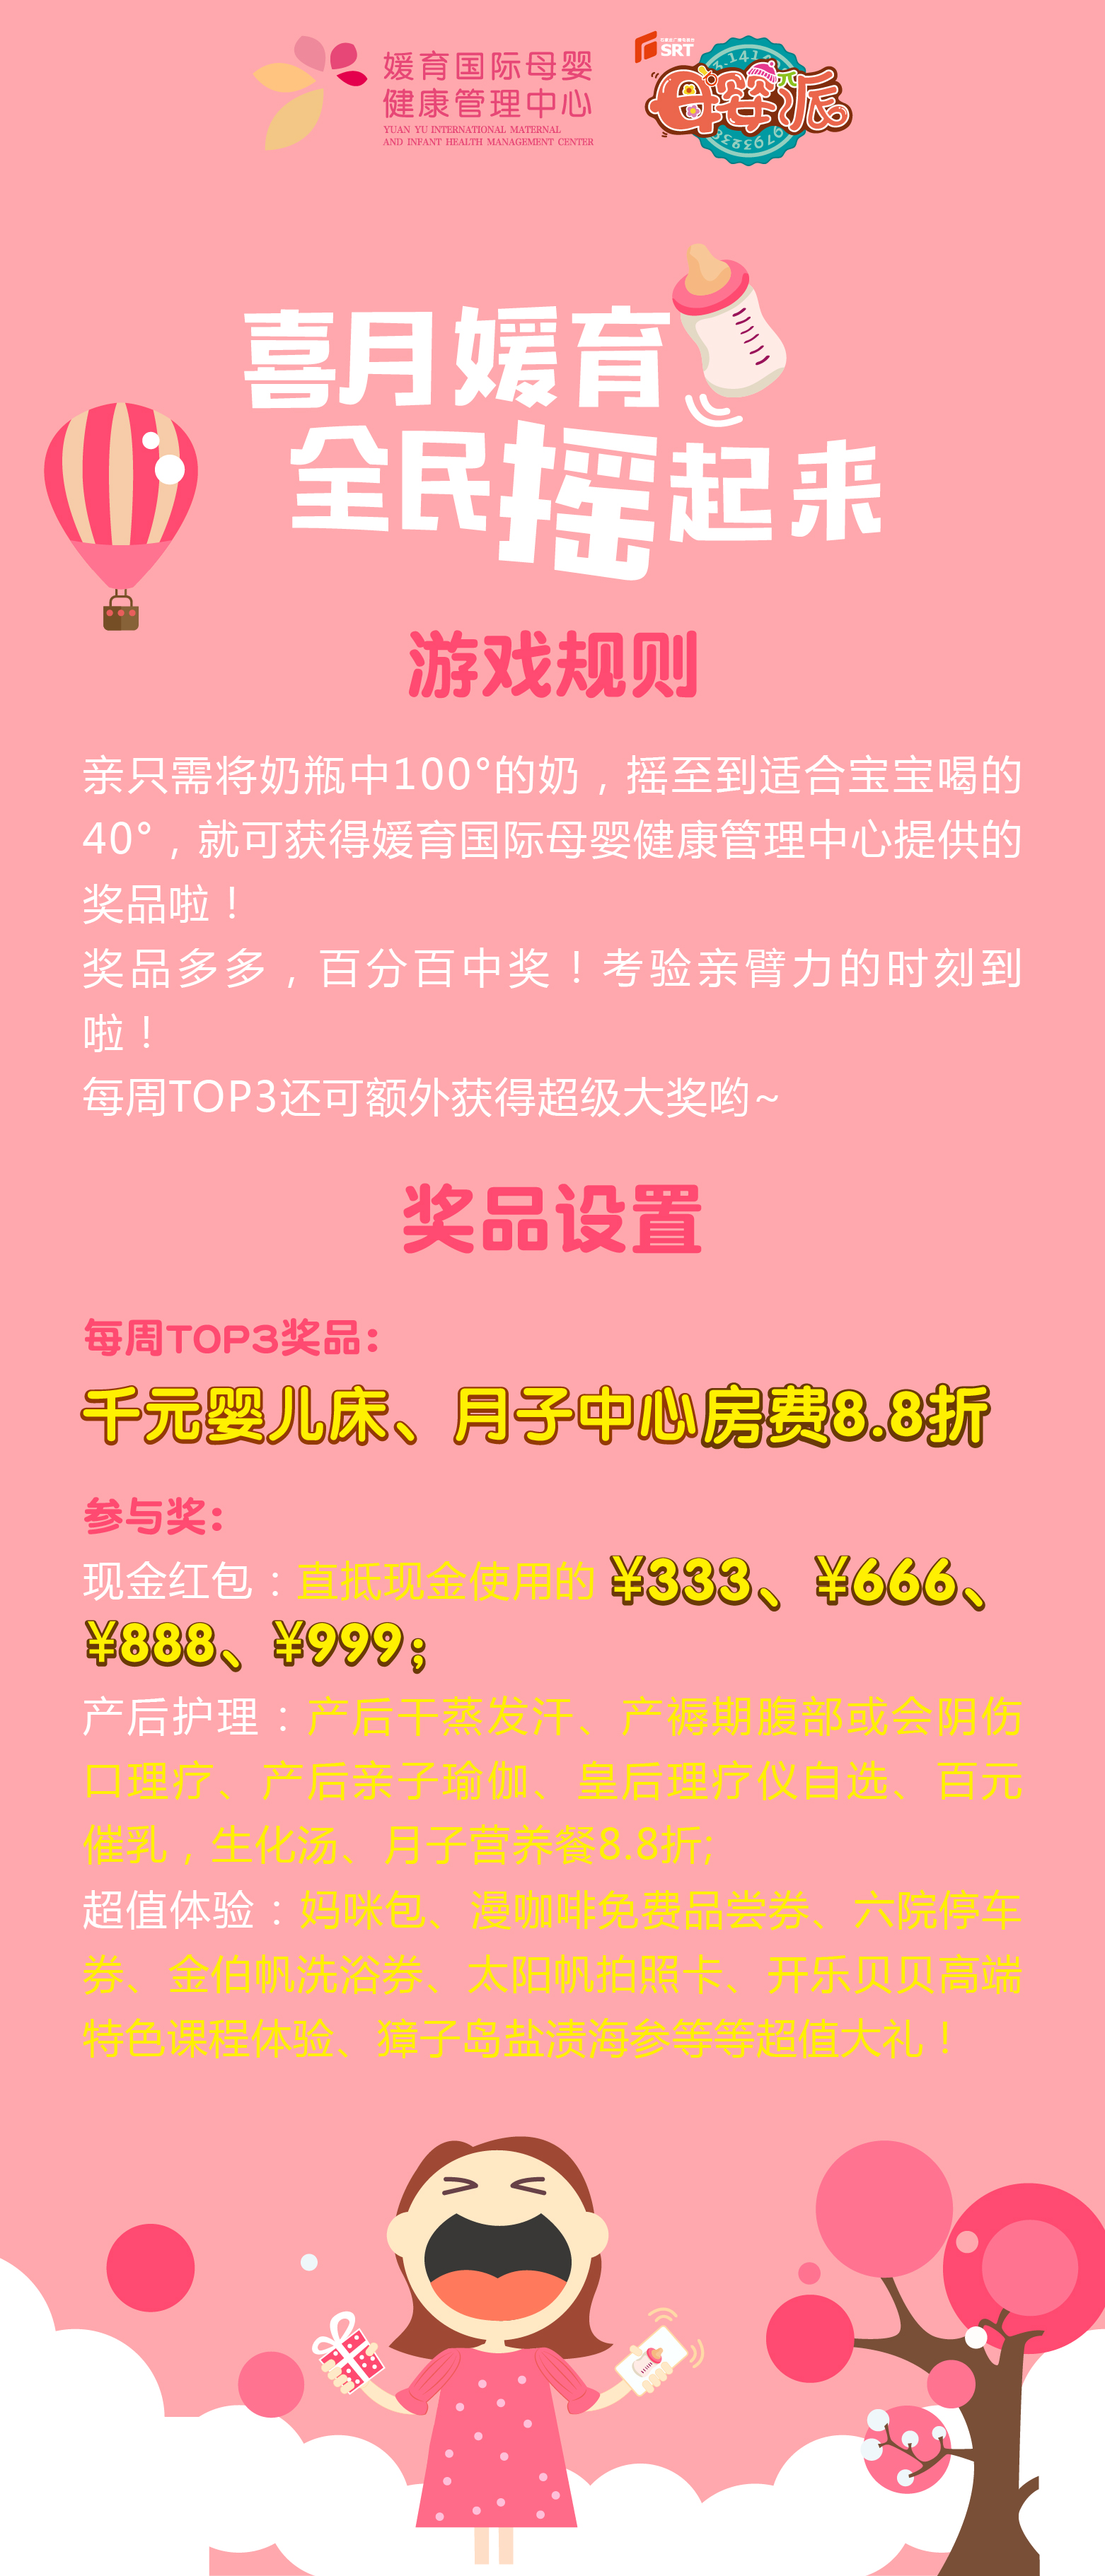 媛育国际母婴
健康管理中心
YUAN YU INTERNATIONAL MATERNAL
AND INFANT HEALTH MANAGEMENT CENTER
SRT
母婴π派
喜月媛育
全民摇起来
游戏规则
亲只需将奶瓶中100°的奶，摇至到适合宝宝喝的
40°，就可获得媛育国际母婴健康管理中心提供的
奖品啦！
奖品多多，百分百中奖！考验亲臂力的时刻到
啦！
每周TOP3还可额外获得超级大奖哟~
奖品设置
每周TOP3奖品：
千元婴儿床、月子中心房费8.8折
参与奖：
现金红包：直抵现金使用的 ¥333、¥666、
¥888、¥999；
产后护理：产后干蒸发汗、产褥期腹部或会阴伤
口理疗、产后亲子瑜伽、皇后理疗仪自选、百元
催乳，生化汤、月子营养餐8.8折;
超值体验：妈咪包、漫咖啡免费品尝券、六院停车
券、金伯帆洗浴券、太阳帆拍照卡、开乐贝贝高端
特色课程体验、獐子岛盐渍海参等等超值大礼！